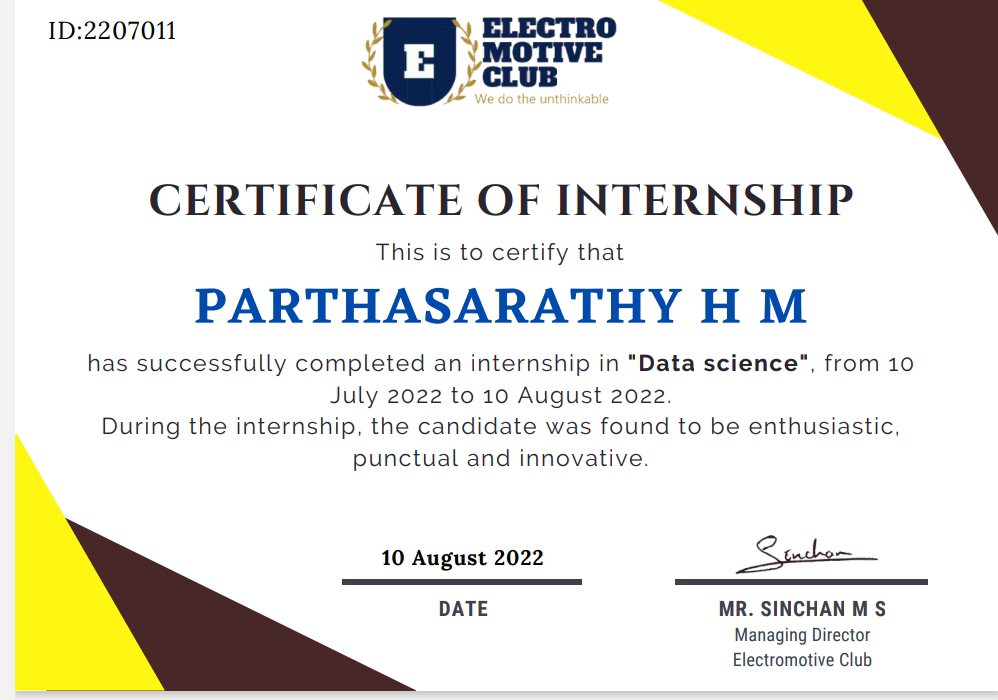 ID:2207011
E
ELECTRO
MOTIVE
CLUB
We do the unthinkable
CERTIFICATE OF INTERNSHIP
This is to certify that
PARTHASARATHY H M
has successfully completed an internship in "Data science", from 10
July 2022 to 10 August 2022.
During the internship, the candidate was found to be enthusiastic,
punctual and innovative.
10 August 2022
DATE
Sinchan
MR. SINCHAN M S
Managing Director
Electromotive Club